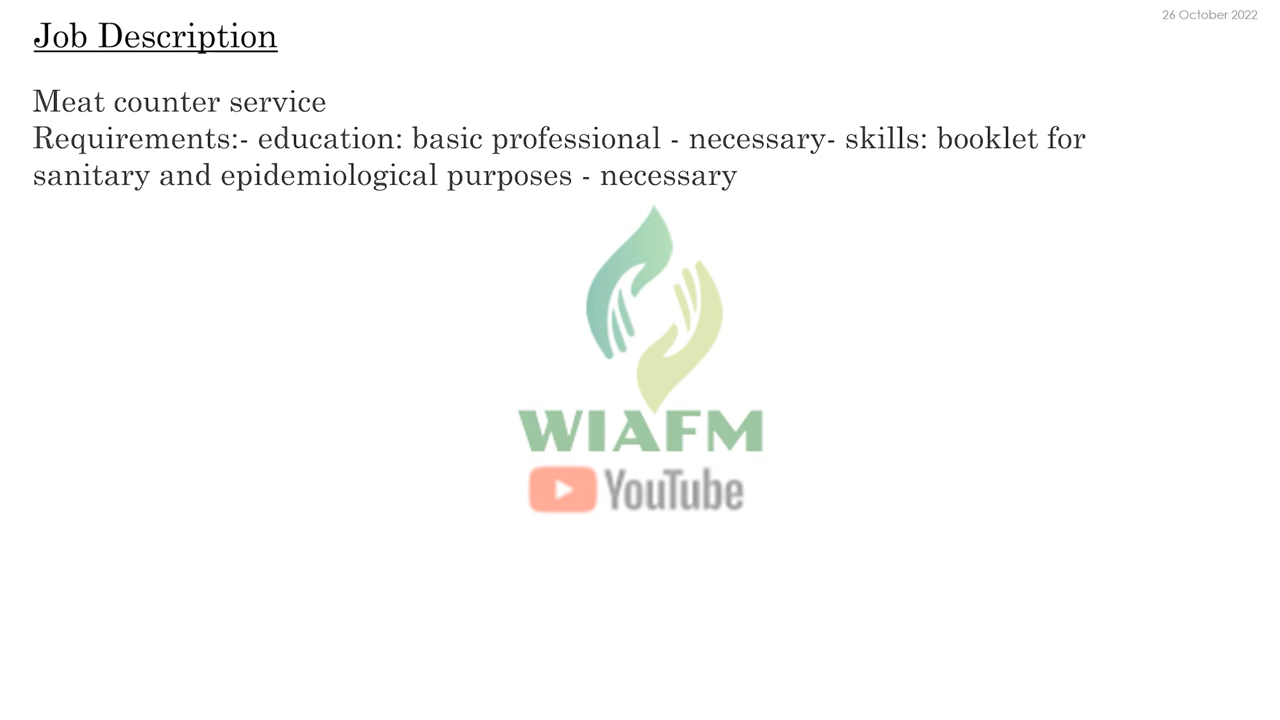 26 October 2022
Job Description
Meat counter service
Requirements:- education: basic professional - necessary- skills: booklet for
sanitary and epidemiological purposes - necessary
WIAFM
YouTube